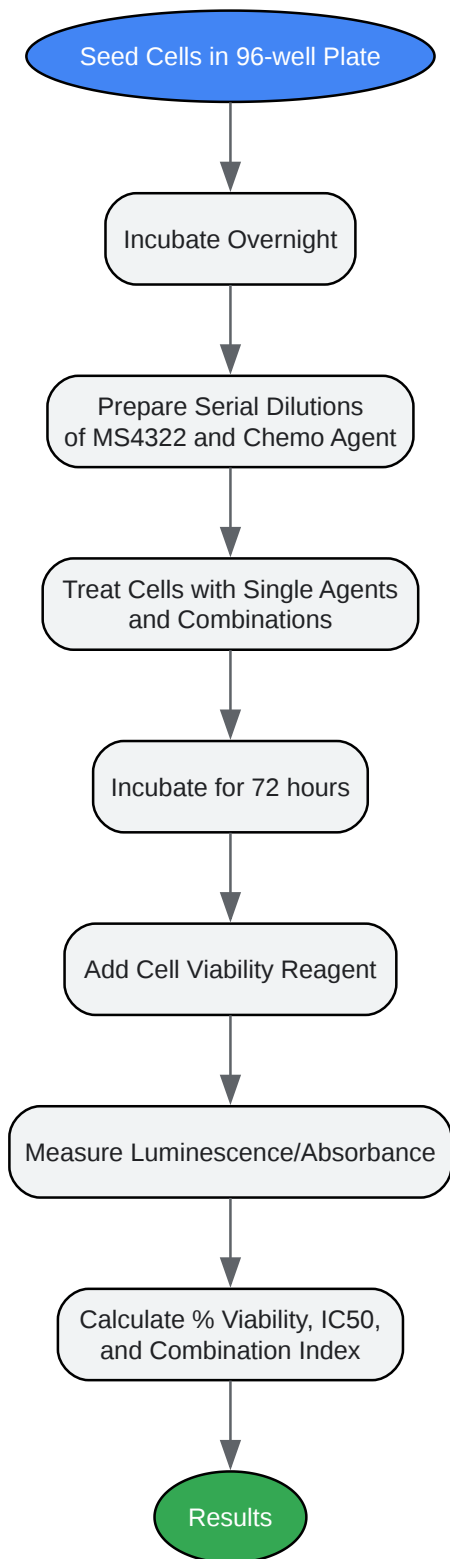 Seed Cells in 96-well Plate
Incubate Overnight
Prepare Serial Dilutions
of MS4322 and Chemo Agent
Treat Cells with Single Agents
and Combinations
Incubate for 72 hours
Add Cell Viability Reagent
Measure Luminescence/Absorbance
Calculate % Viability, IC50,
and Combination Index
Results